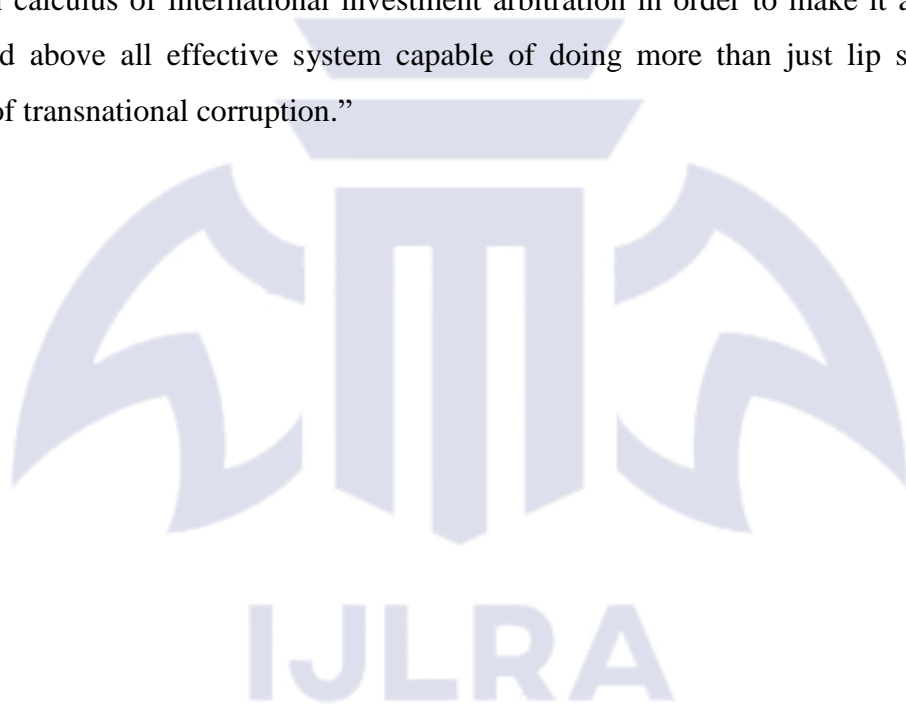 calculus of international investment arbitration in order to make it a
d above all effective system capable of doing more than just lip s
of transnational corruption.”
IJLRA